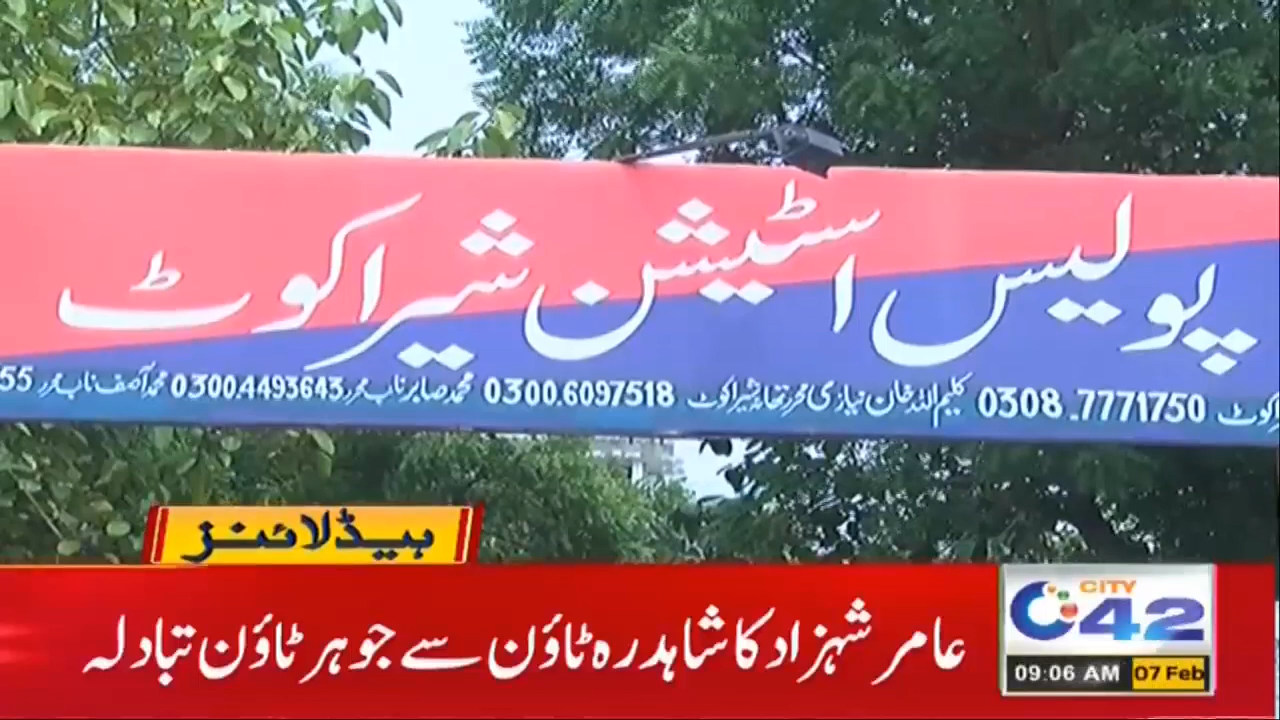 پولیس اسٹیشن شیراکوٹ
راکوٹ 0308.7771750 کلیم اللہ خان نیازی محرر تھانہ شیراکوٹ 0300.6097518 محمد صابر نائب محرر 0300.4493643 محمد آصف نائب محرر 55
ہیڈلائنز
عامر شہزاد کا شاہدرہ ٹاؤن سے جوہر ٹاؤن تبادلہ
CITY
42
09:06 AM 07 Feb